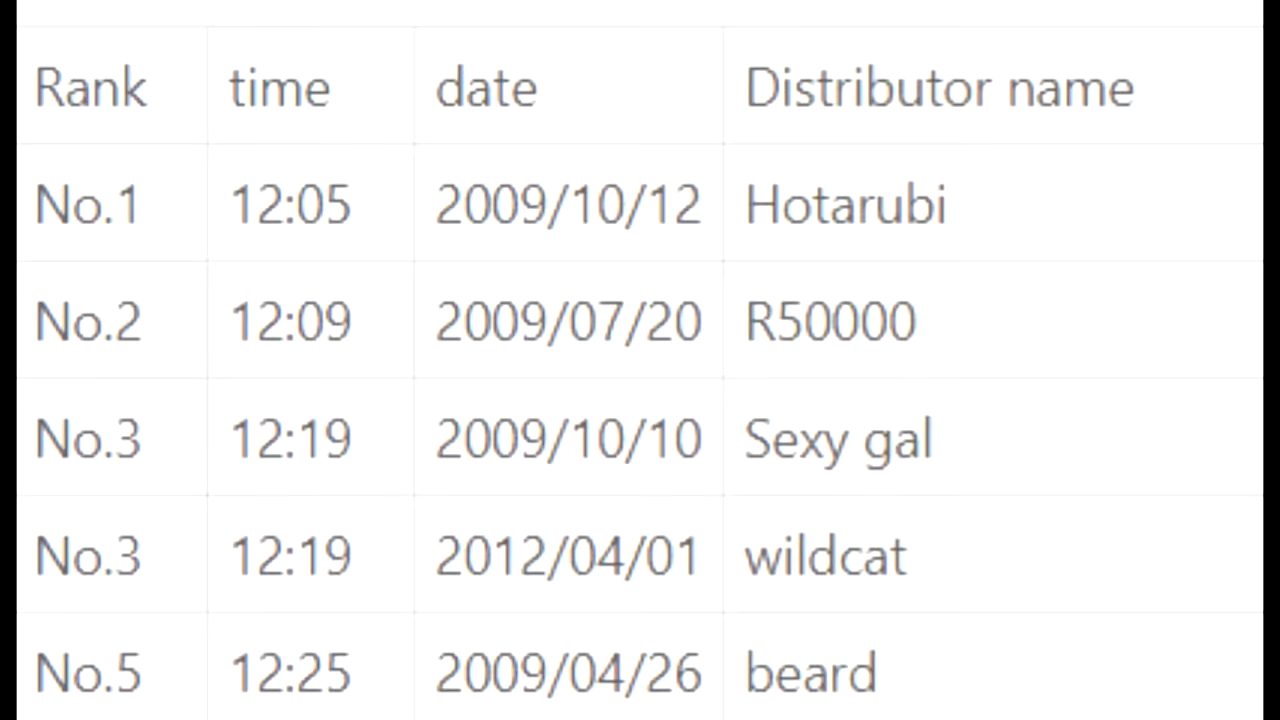 Rank time date Distributor name
No.1 12:05 2009/10/12 Hotarubi
No.2 12:09 2009/07/20 R50000
No.3 12:19 2009/10/10 Sexy gal
No.3 12:19 2012/04/01 wildcat
No.5 12:25 2009/04/26 beard